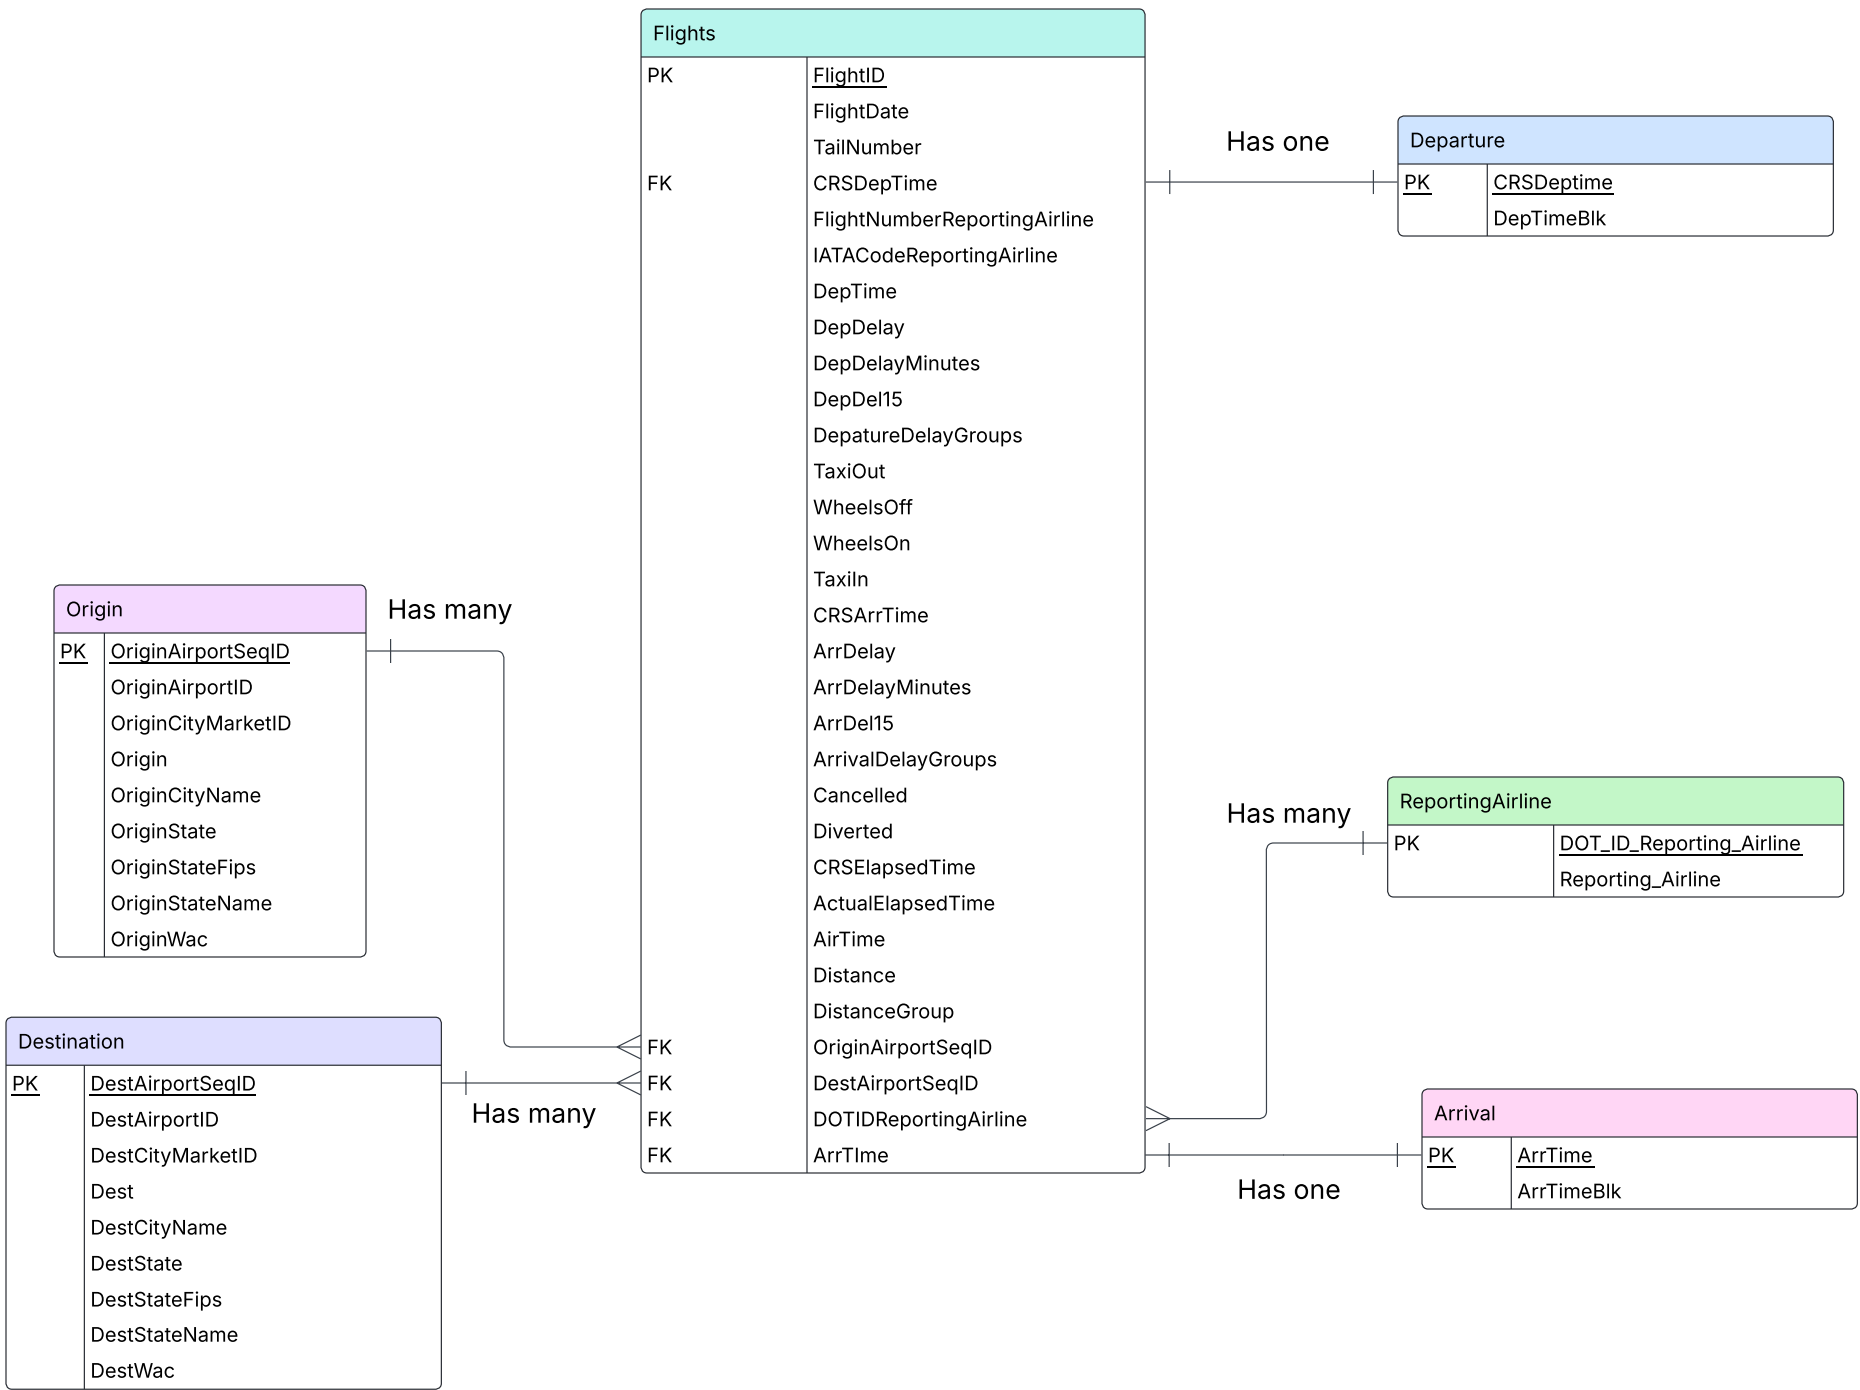 Flights
PK FlightID
FlightDate
TailNumber
FK CRSDepTime
FlightNumberReportingAirline
IATACodeReportingAirline
DepTime
DepDelay
DepDelayMinutes
DepDel15
DepatureDelayGroups
TaxiOut
WheelsOff
WheelsOn
TaxiIn
CRSArrTime
ArrDelay
ArrDelayMinutes
ArrDel15
ArrivalDelayGroups
Cancelled
Diverted
CRSElapsedTime
ActualElapsedTime
AirTime
Distance
DistanceGroup
FK OriginAirportSeqID
FK DestAirportSeqID
FK DOTIDReportingAirline
FK ArrTIme
Has one
Departure
PK CRSDeptime
DepTimeBlk
Origin
PK OriginAirportSeqID
OriginAirportID
OriginCityMarketID
Origin
OriginCityName
OriginState
OriginStateFips
OriginStateName
OriginWac
Has many
Has many
ReportingAirline
PK DOT_ID_Reporting_Airline
Reporting_Airline
Destination
PK DestAirportSeqID
DestAirportID
DestCityMarketID
Dest
DestCityName
DestState
DestStateFips
DestStateName
DestWac
Has many
Arrival
PK ArrTime
ArrTimeBlk
Has one